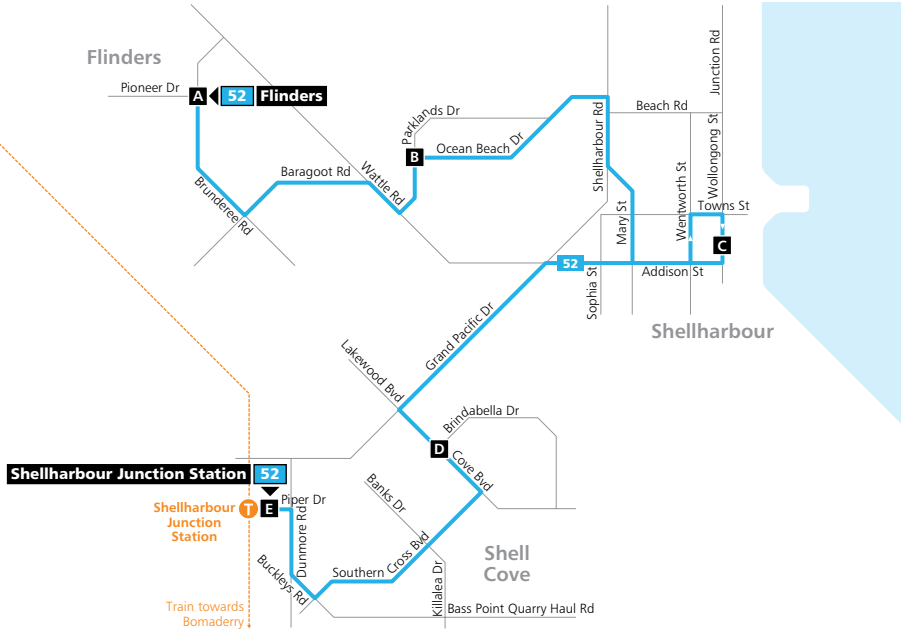 Flinders
Pioneer Dr
A
52
Flinders
Junction Rd
Parklands Dr
Beach Rd
B
Ocean Beach Dr
Shellharbour Rd
Baragoot Rd
Wattle Rd
Brunderee Rd
Wentworth St
Wollongong St
Towns St
Mary St
C
52
Addison St
Sophia St
Shellharbour
Grand Pacific Dr
Lakewood Bvd
Brindabella Dr
D
Cove Bvd
Shellharbour Junction Station
52
Banks Dr
Shellharbour
Junction
Station
T
E
Piper Dr
Dunmore Rd
Cross Bvd
Southern
Shell
Cove
Buckleys Rd
Killalea Dr
Train towards
Bomaderry
Bass Point Quarry Haul Rd